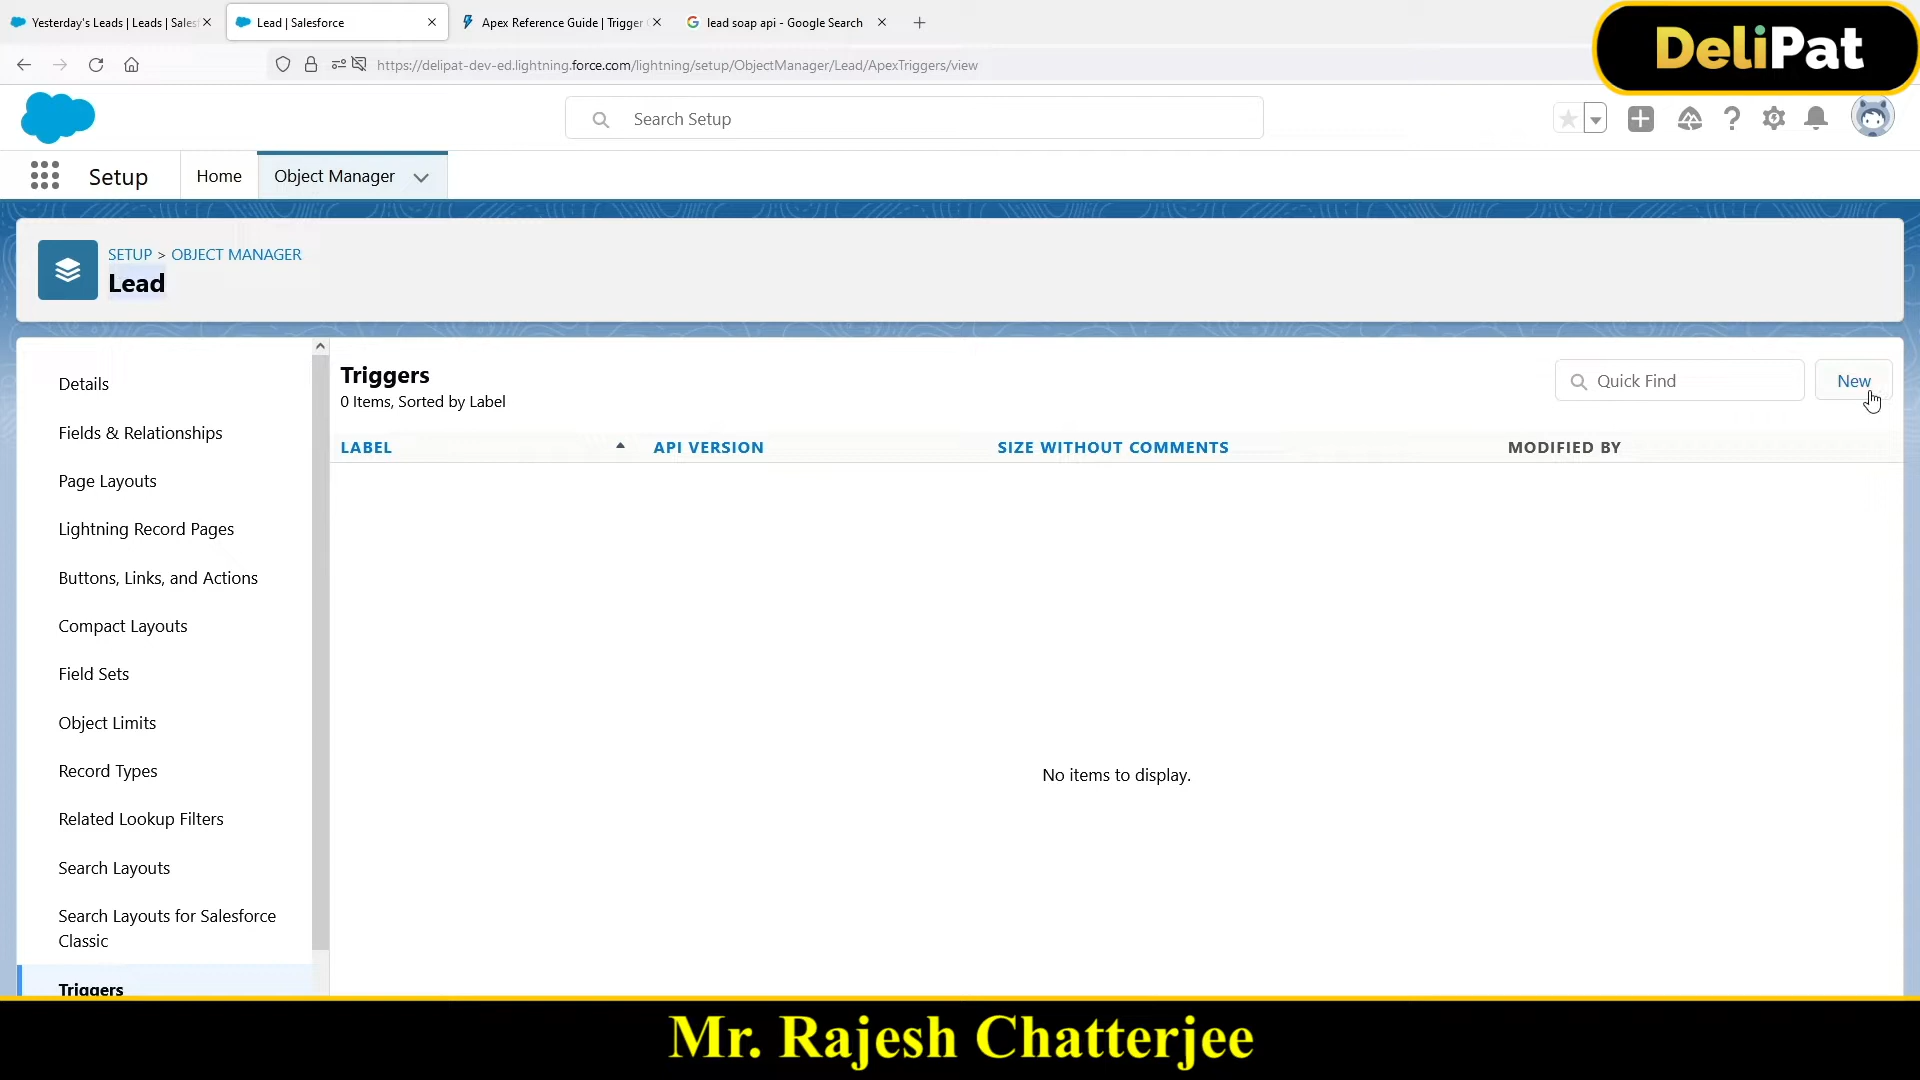 Yesterday's Leads | Leads | Sales
Lead | Salesforce
Apex Reference Guide | Trigger
lead soap api - Google Search
https://delipat-dev-ed.lightning.force.com/lightning/setup/ObjectManager/Lead/ApexTriggers/view
DeliPat
Search Setup
Setup
Home
Object Manager
SETUP > OBJECT MANAGER
Lead
Details
Fields & Relationships
Page Layouts
Lightning Record Pages
Buttons, Links, and Actions
Compact Layouts
Field Sets
Object Limits
Record Types
Related Lookup Filters
Search Layouts
Search Layouts for Salesforce
Classic
Triggers
Triggers
0 Items, Sorted by Label
Quick Find
New
LABEL
API VERSION
SIZE WITHOUT COMMENTS
MODIFIED BY
No items to display.
Mr. Rajesh Chatterjee